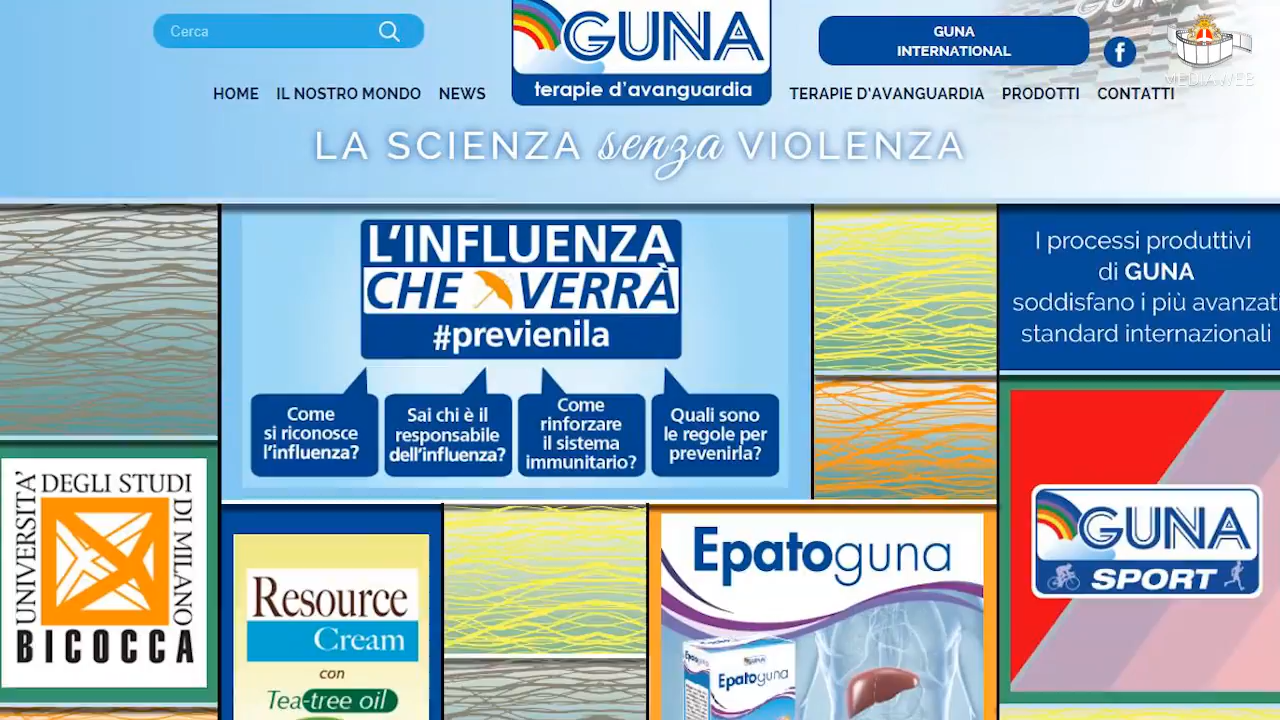 Cerca
GUNA
terapie d'avanguardia
GUNA
INTERNATIONAL
f
GUNA
MEDIAWEB
HOME
IL NOSTRO MONDO
NEWS
TERAPIE D'AVANGUARDIA
PRODOTTI
CONTATTI
LA SCIENZA senza VIOLENZA
L'INFLUENZA
CHE VERRÀ
#previenila
Come
si riconosce
l'influenza?
Sai chi è il
responsabile
dell'influenza?
Come
rinforzare
il sistema
immunitario?
Quali sono
le regole per
prevenirla?
I processi produttivi
di GUNA
soddisfano i più avanzati
standard internazionali
UNIVERSITA'
DEGLI STUDI
DI MILANO
BICOCCA
Resource
Cream
con
Tea-tree oil
Epatoguna
Epatoguna
GUNA
SPORT